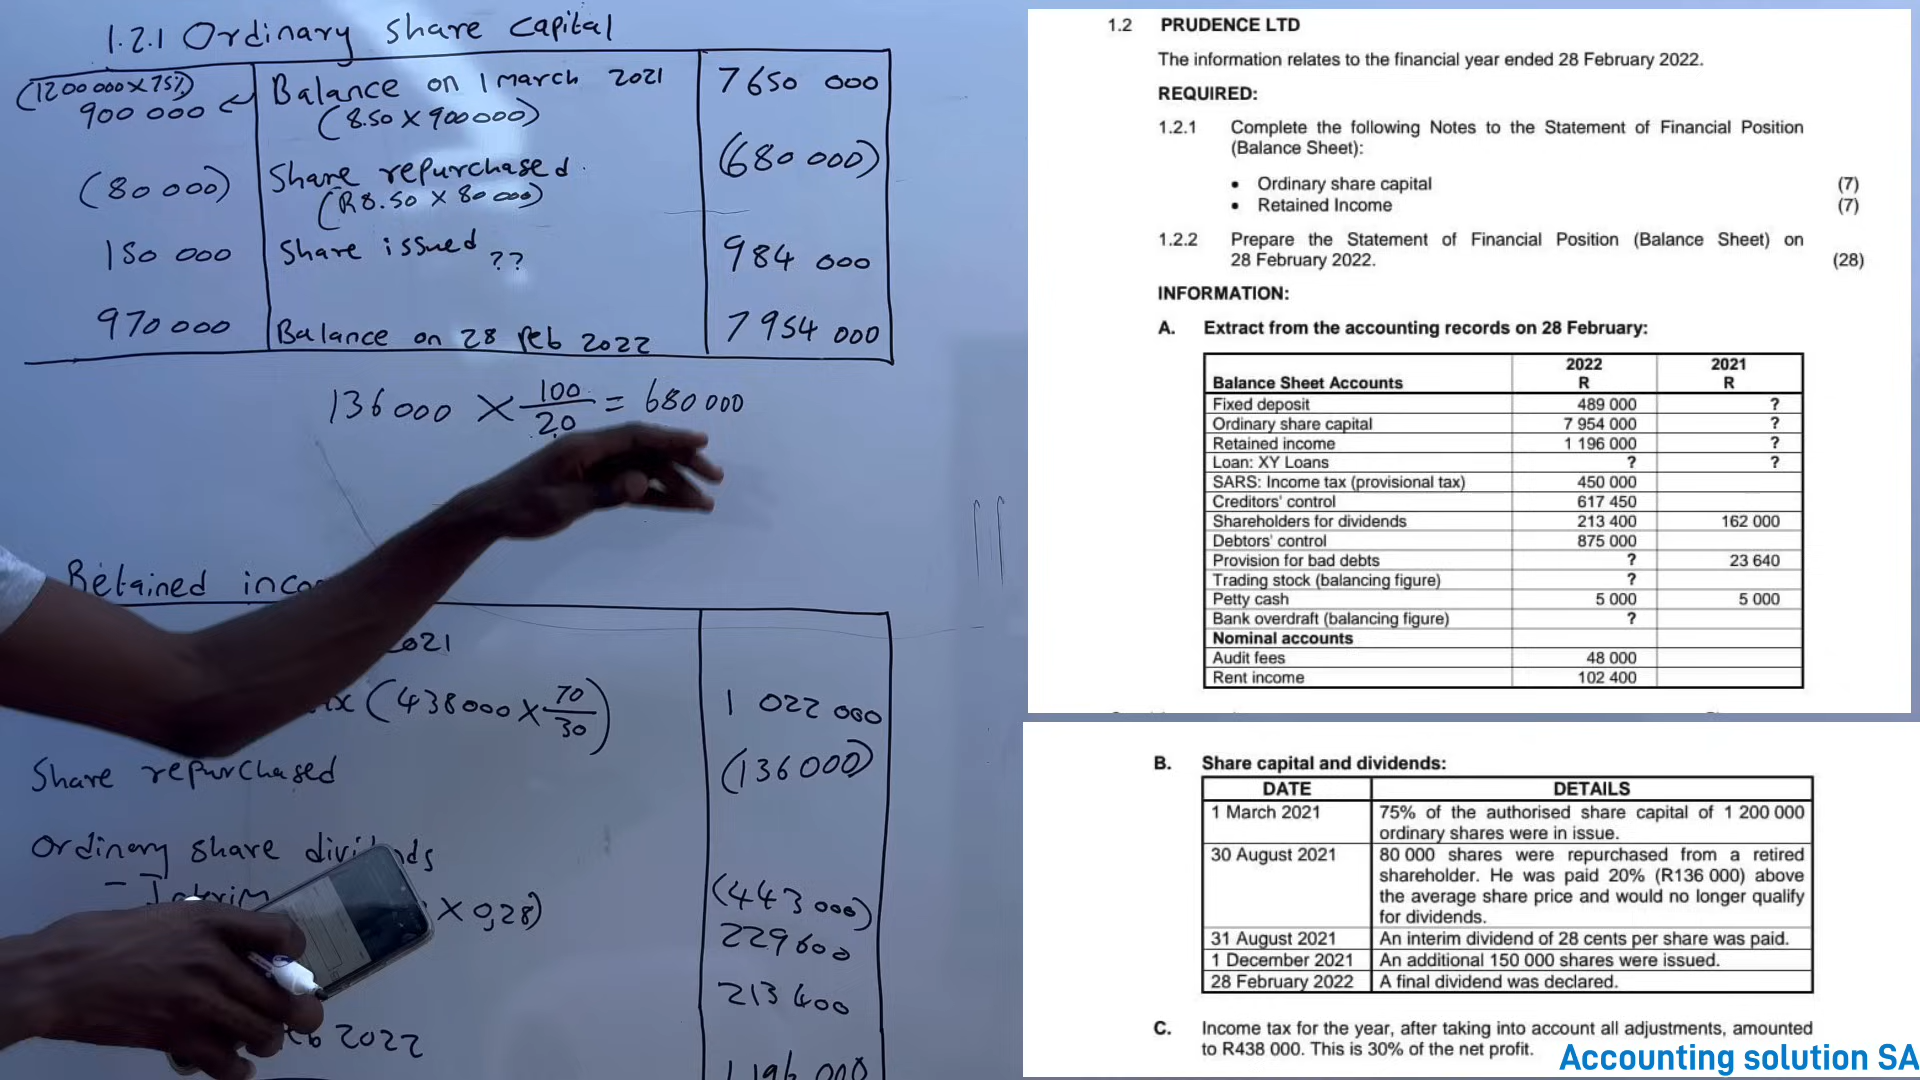 1.2.1 Ordinary share capital
(1200 000 x 75%)
900 000
Balance on 1 march 2021
(8.50 x 900000)
7650 000
(80 000)
Share repurchased.
(R8.50 x 80 000)
(680 000)
150 000
Share issued ??
984 000
970 000
Balance on 28 Feb 2022
7 954 000
136 000 x 100/20 = 680 000
Retained
2021
(438 000 x 70/30)
1 022 000
Share repurchased
(136 000)
Ordinary share dividends
- Interim
x 0,28)
(443 000)
229 600
213 400
2022
1 196 000
1.2 PRUDENCE LTD
The information relates to the financial year ended 28 February 2022.
REQUIRED:
1.2.1 Complete the following Notes to the Statement of Financial Position
(Balance Sheet):
• Ordinary share capital (7)
• Retained Income (7)
1.2.2 Prepare the Statement of Financial Position (Balance Sheet) on
28 February 2022. (28)
INFORMATION:
A. Extract from the accounting records on 28 February:
Balance Sheet Accounts 2022 R 2021 R
Fixed deposit 489 000 ?
Ordinary share capital 7 954 000 ?
Retained income 1 196 000 ?
Loan: XY Loans ? ?
SARS: Income tax (provisional tax) 450 000
Creditors' control 617 450
Shareholders for dividends 213 400 162 000
Debtors' control 875 000
Provision for bad debts ? 23 640
Trading stock (balancing figure) ?
Petty cash 5 000 5 000
Bank overdraft (balancing figure) ?
Nominal accounts
Audit fees 48 000
Rent income 102 400
B. Share capital and dividends:
DATE DETAILS
1 March 2021 75% of the authorised share capital of 1 200 000
ordinary shares were in issue.
30 August 2021 80 000 shares were repurchased from a retired
shareholder. He was paid 20% (R136 000) above
the average share price and would no longer qualify
for dividends.
31 August 2021 An interim dividend of 28 cents per share was paid.
1 December 2021 An additional 150 000 shares were issued.
28 February 2022 A final dividend was declared.
C. Income tax for the year, after taking into account all adjustments, amounted
to R438 000. This is 30% of the net profit.
Accounting solution SA